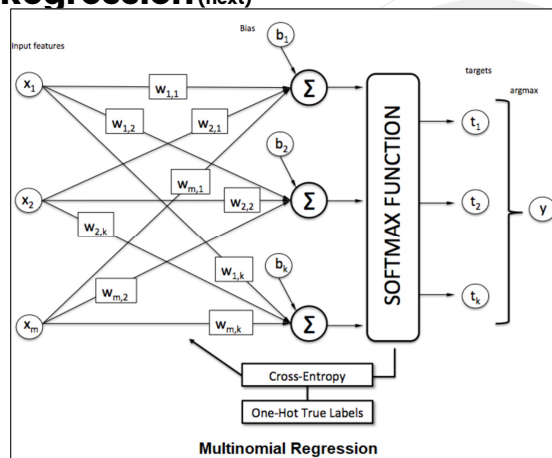 Regression (next)
Bias
Input features
targets
argmax
b1
x1
w1,1
Σ
t1
w1,2
w2,1
b2
wm,1
x2
w2,2
Σ
SOFTMAX FUNCTION
t2
y
w2,k
bk
w1,k
wm,2
tk
xm
wm,k
Σ
Cross-Entropy
One-Hot True Labels
Multinomial Regression